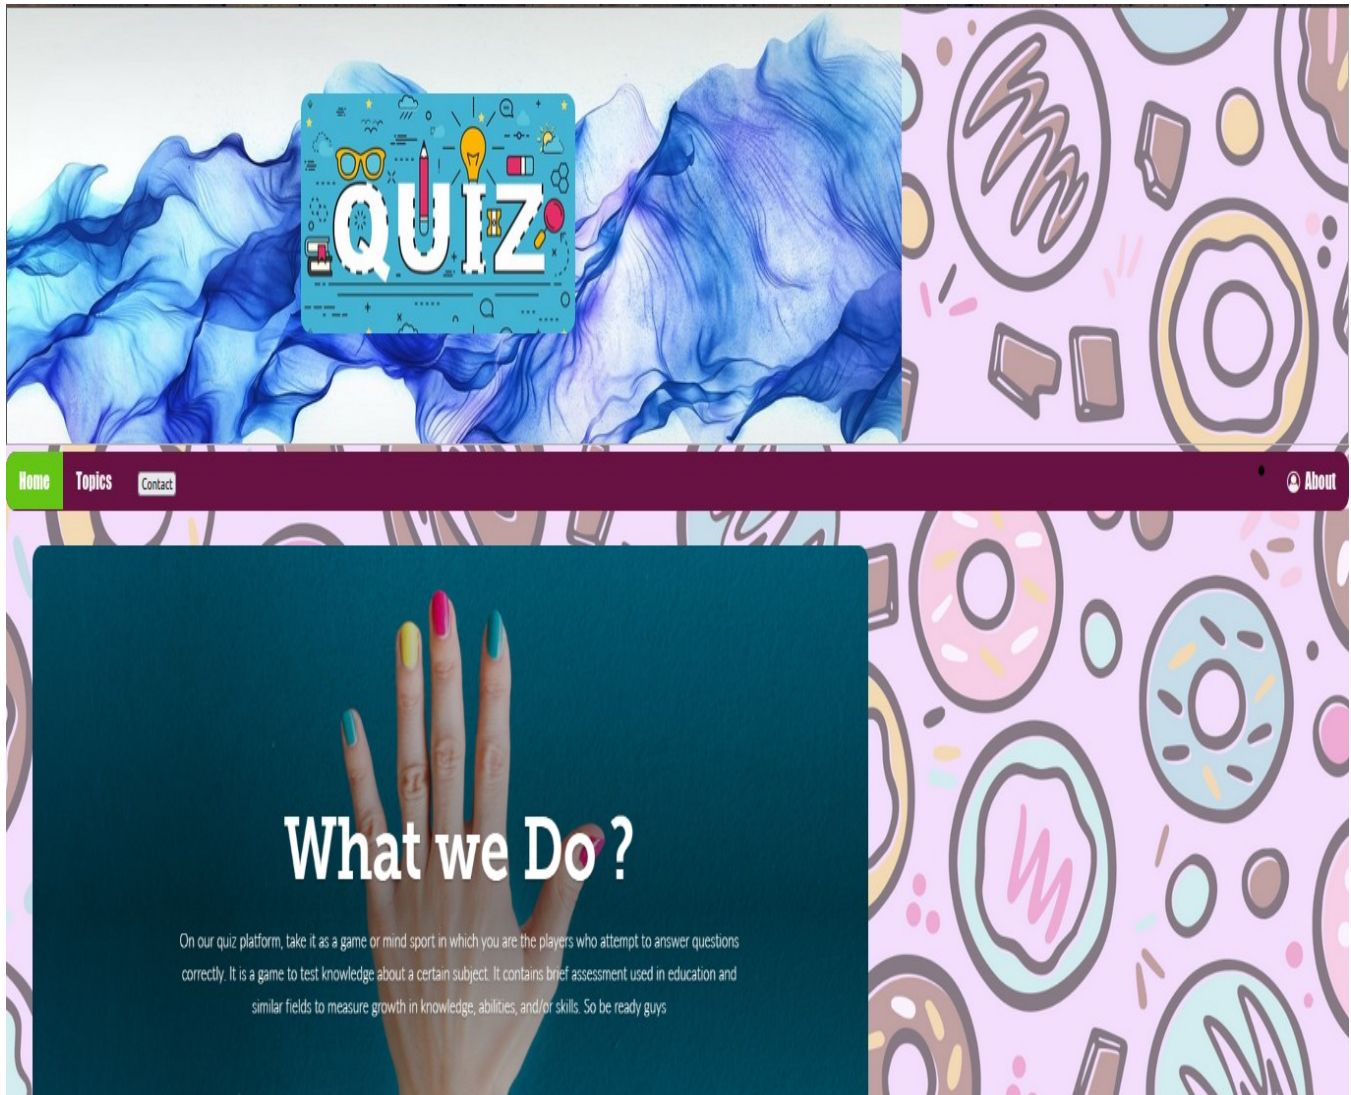 QUIZ
Home Topics Contact About
What we Do ?
On our quiz platform, take it as a game or mind sport in which you are the players who attempt to answer questions
correctly. It is a game to test knowledge about a certain subject. It contains brief assessment used in education and
similar fields to measure growth in knowledge, abilities, and/or skills. So be ready guys